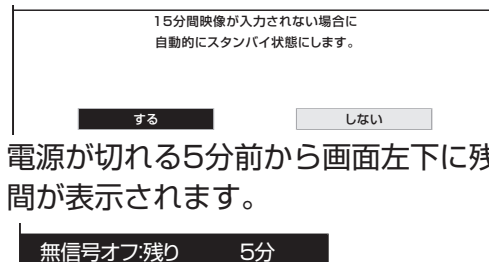 15分間映像が入力されない場合に
自動的にスタンバイ状態にします。
する しない
電源が切れる5分前から画面左下に残
間が表示されます。
無信号オフ:残り 5分